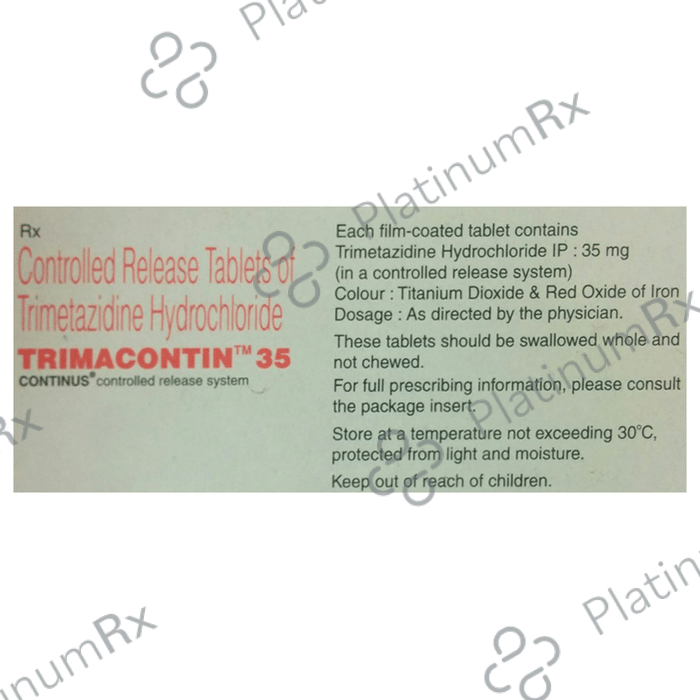 Rx
Controlled Release Tablets of
Trimetazidine Hydrochloride
TRIMACONTIN™ 35
CONTINUS® controlled release system
Each film-coated tablet contains
Trimetazidine Hydrochloride IP : 35 mg
(in a controlled release system)
Colour : Titanium Dioxide & Red Oxide of Iron
Dosage : As directed by the physician.
These tablets should be swallowed whole and
not chewed.
For full prescribing information, please consult
the package insert.
Store at a temperature not exceeding 30°C,
protected from light and moisture.
Keep out of reach of children.
Platinu
PlatinumRx
PlatinumRx
Rx
Platin
tinumRx